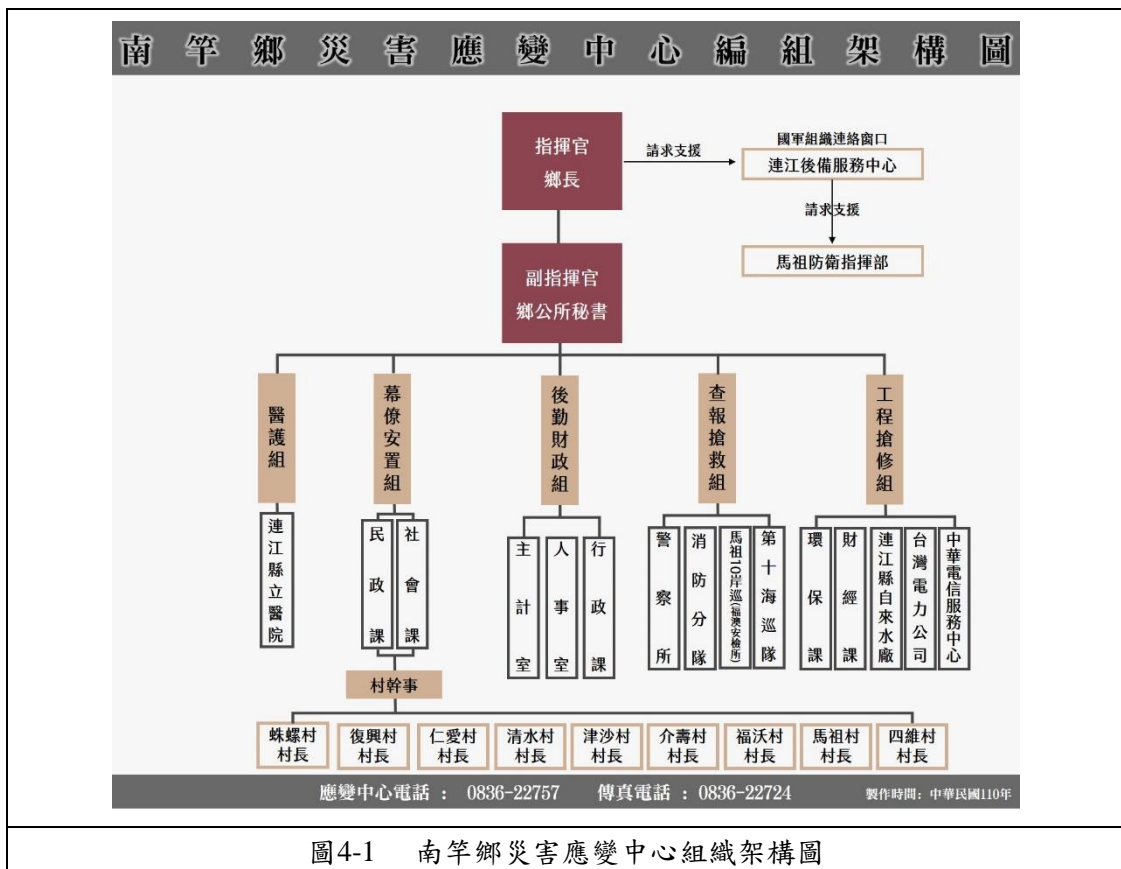 南竿鄉災害應變中心編組架構圖
指揮官
鄉長
請求支援
國軍組織連絡窗口
連江後備服務中心
請求支援
馬祖防衛指揮部
副指揮官
鄉公所秘書
醫護組
幕僚安置組
後勤財政組
查報搶救組
工程搶修組
連江縣立醫院
民政課
社會課
主計室
人事室
行政課
警察所
消防分隊
馬祖10岸巡(福澳安檢所)
第十海巡隊
環保課
財經課
連江縣自來水廠
台灣電力公司
中華電信服務中心
村幹事
蛛螺村
村長
復興村
村長
仁愛村
村長
清水村
村長
津沙村
村長
介壽村
村長
福沃村
村長
馬祖村
村長
四維村
村長
應變中心電話 : 0836-22757 傳真電話 : 0836-22724 製作時間: 中華民國110年
圖4-1 南竿鄉災害應變中心組織架構圖